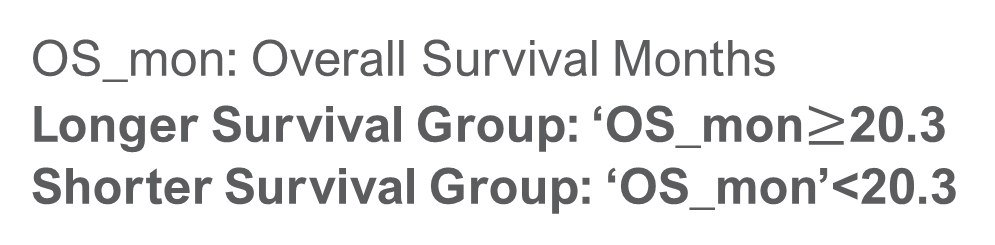 OS_mon: Overall Survival Months
Longer Survival Group: ‘OS_mon≥20.3
Shorter Survival Group: ‘OS_mon’<20.3